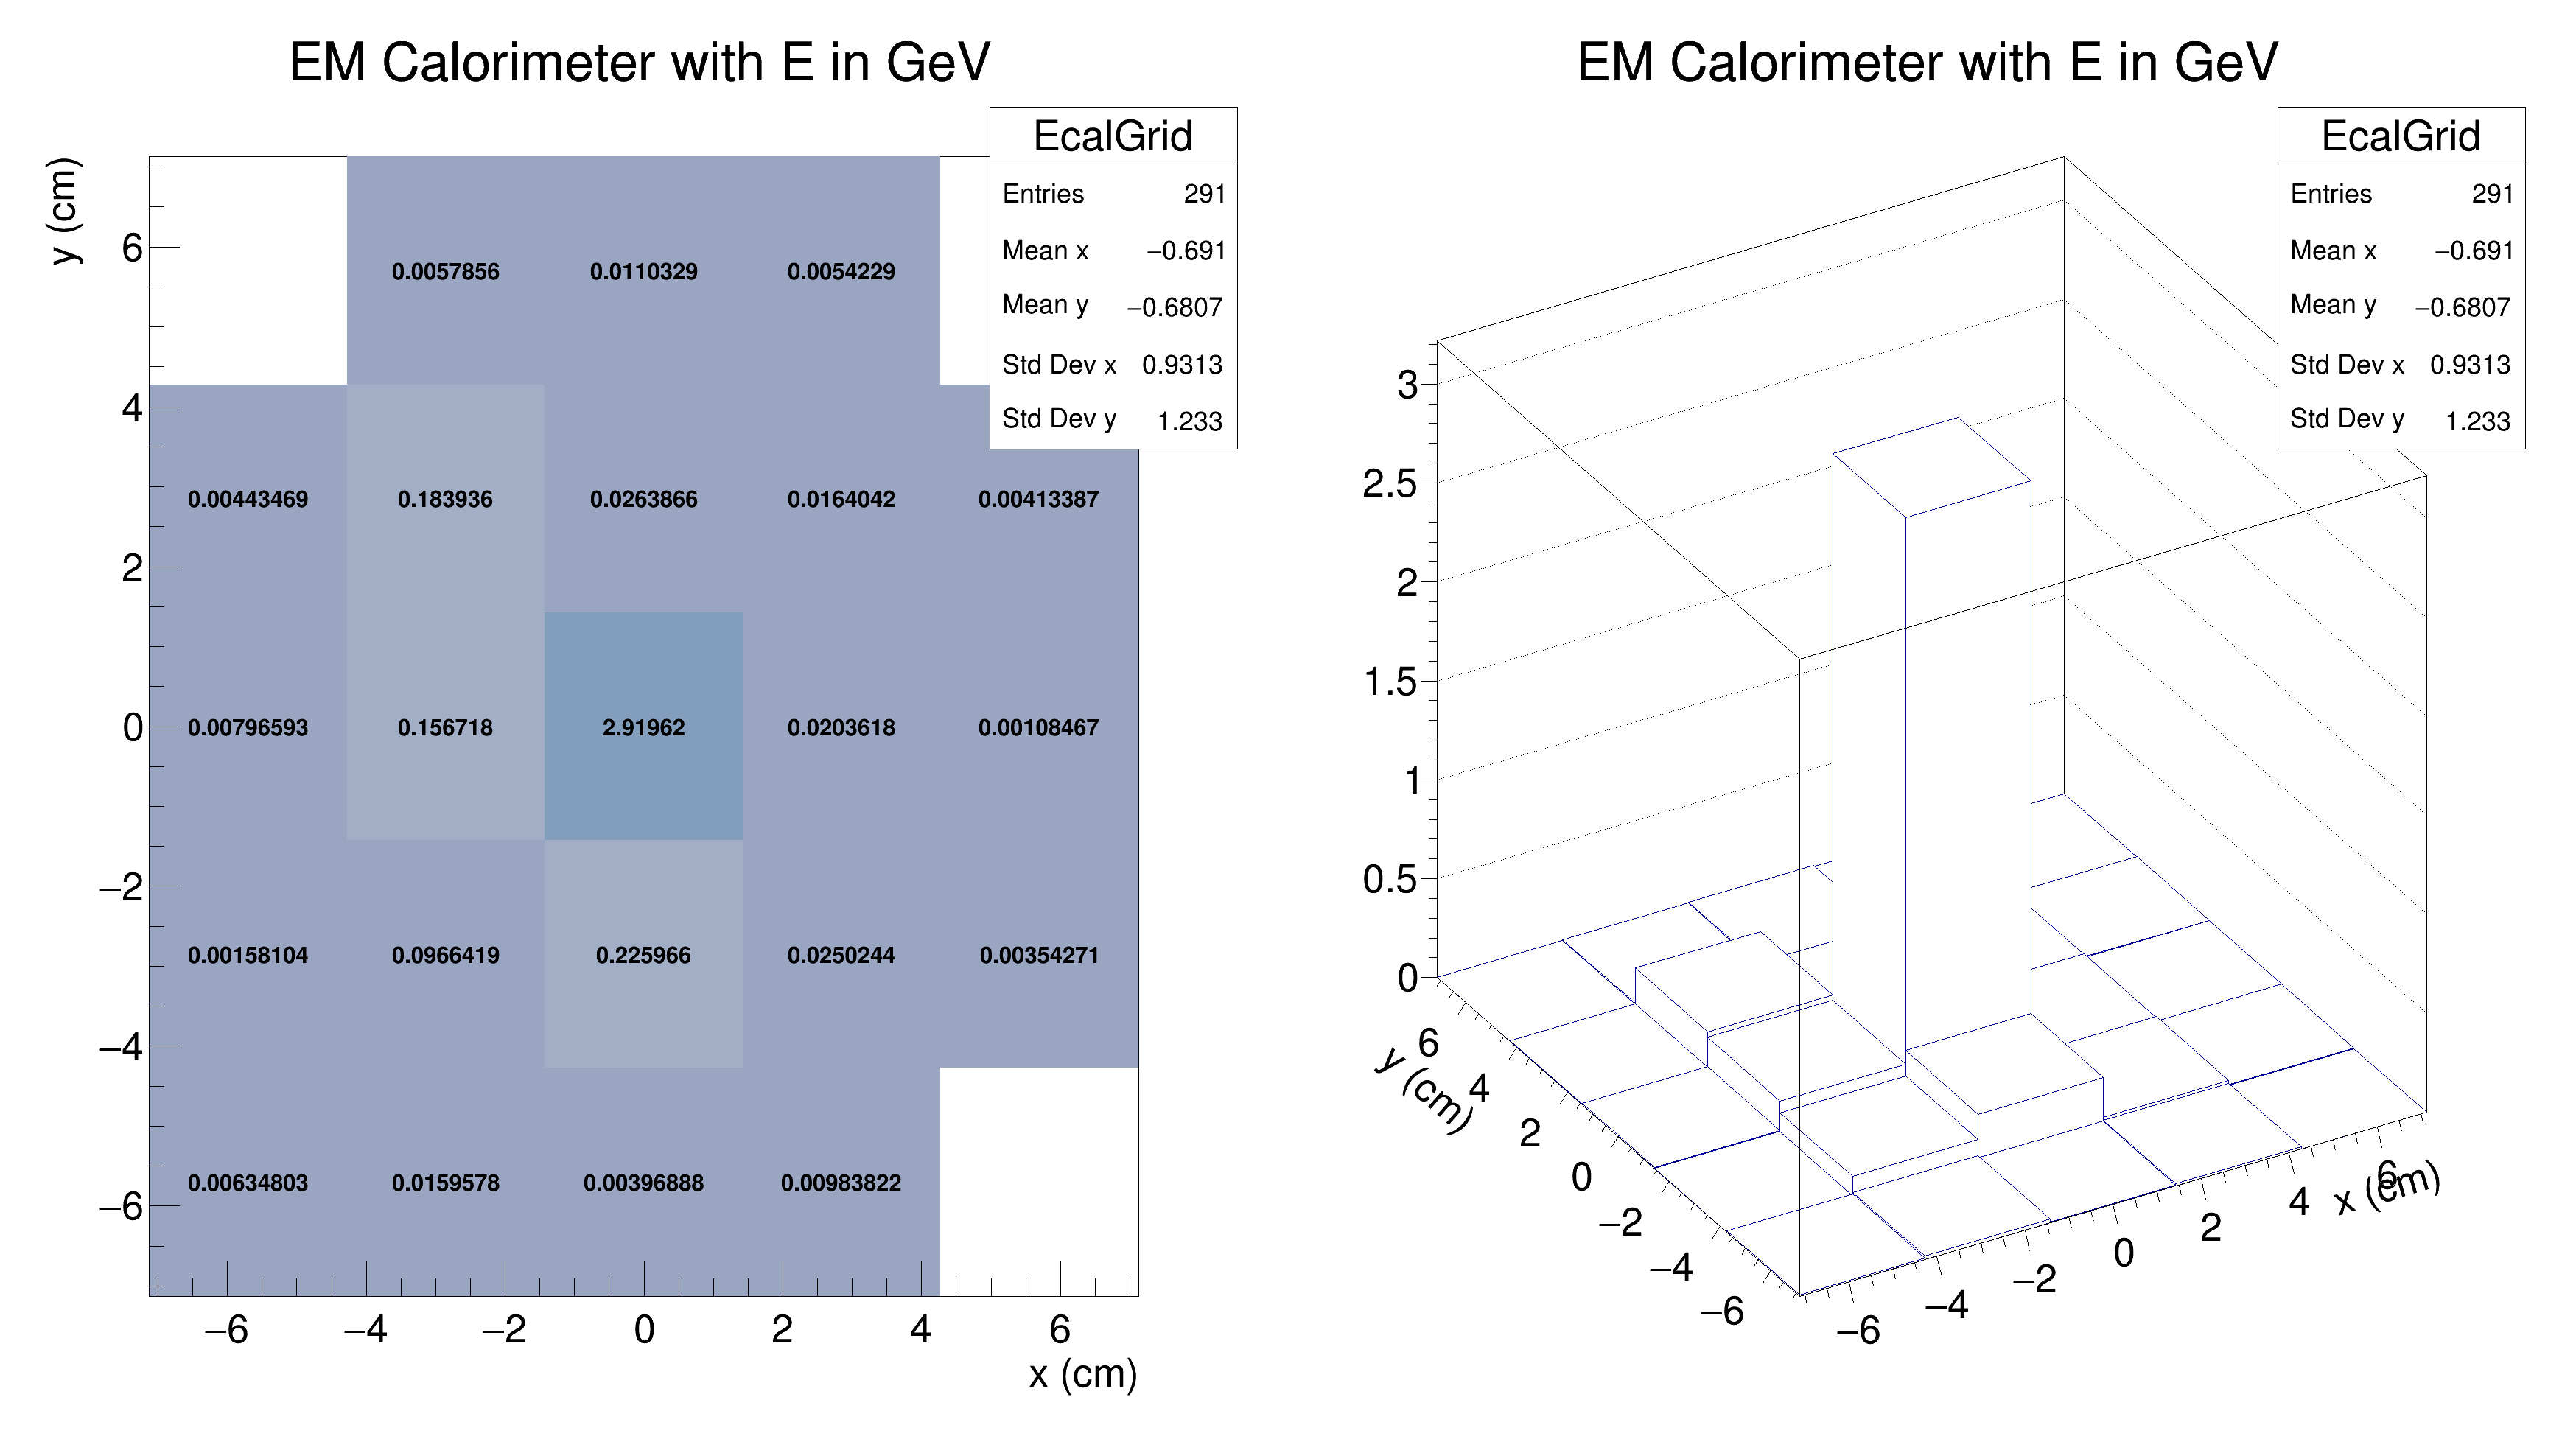 EM Calorimeter with E in GeV
EcalGrid
Entries 291
Mean x −0.691
Mean y −0.6807
Std Dev x 0.9313
Std Dev y 1.233
y (cm)
6
4
2
0
−2
−4
−6
0.0057856 0.0110329 0.0054229
0.00443469 0.183936 0.0263866 0.0164042 0.00413387
0.00796593 0.156718 2.91962 0.0203618 0.00108467
0.00158104 0.0966419 0.225966 0.0250244 0.00354271
0.00634803 0.0159578 0.00396888 0.00983822
−6 −4 −2 0 2 4 6
x (cm)
EM Calorimeter with E in GeV
EcalGrid
Entries 291
Mean x −0.691
Mean y −0.6807
Std Dev x 0.9313
Std Dev y 1.233
3
2.5
2
1.5
1
0.5
0
y (cm)
6
4
2
0
−2
−4
−6
−6
−4
−2
0
2
4
6
x (cm)